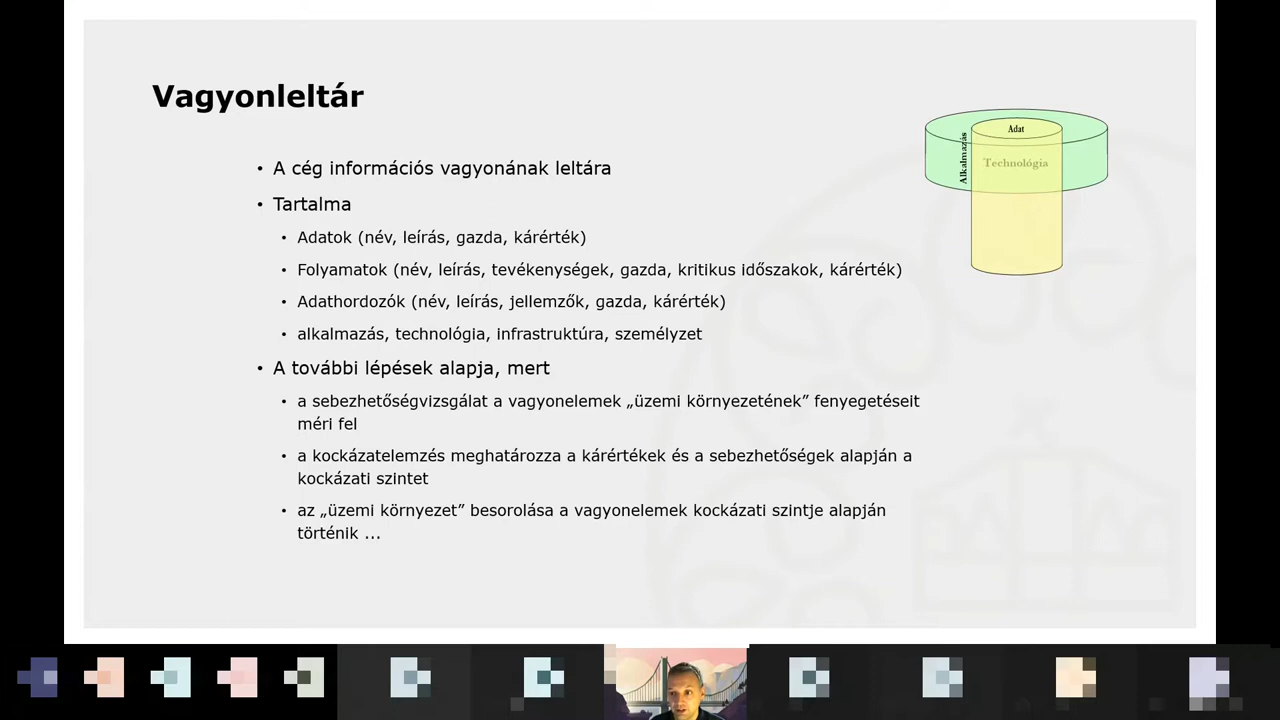 Vagyonleltár
• A cég információs vagyonának leltára
• Tartalma
• Adatok (név, leírás, gazda, kárérték)
• Folyamatok (név, leírás, tevékenységek, gazda, kritikus időszakok, kárérték)
• Adathordozók (név, leírás, jellemzők, gazda, kárérték)
• alkalmazás, technológia, infrastruktúra, személyzet
• A további lépések alapja, mert
• a sebezhetőségvizsgálat a vagyonelemek „üzemi környezetének” fenyegetéseit
méri fel
• a kockázatelemzés meghatározza a kárértékek és a sebezhetőségek alapján a
kockázati szintet
• az „üzemi környezet” besorolása a vagyonelemek kockázati szintje alapján
történik ...
Adat
Alkalmazás
Technológia